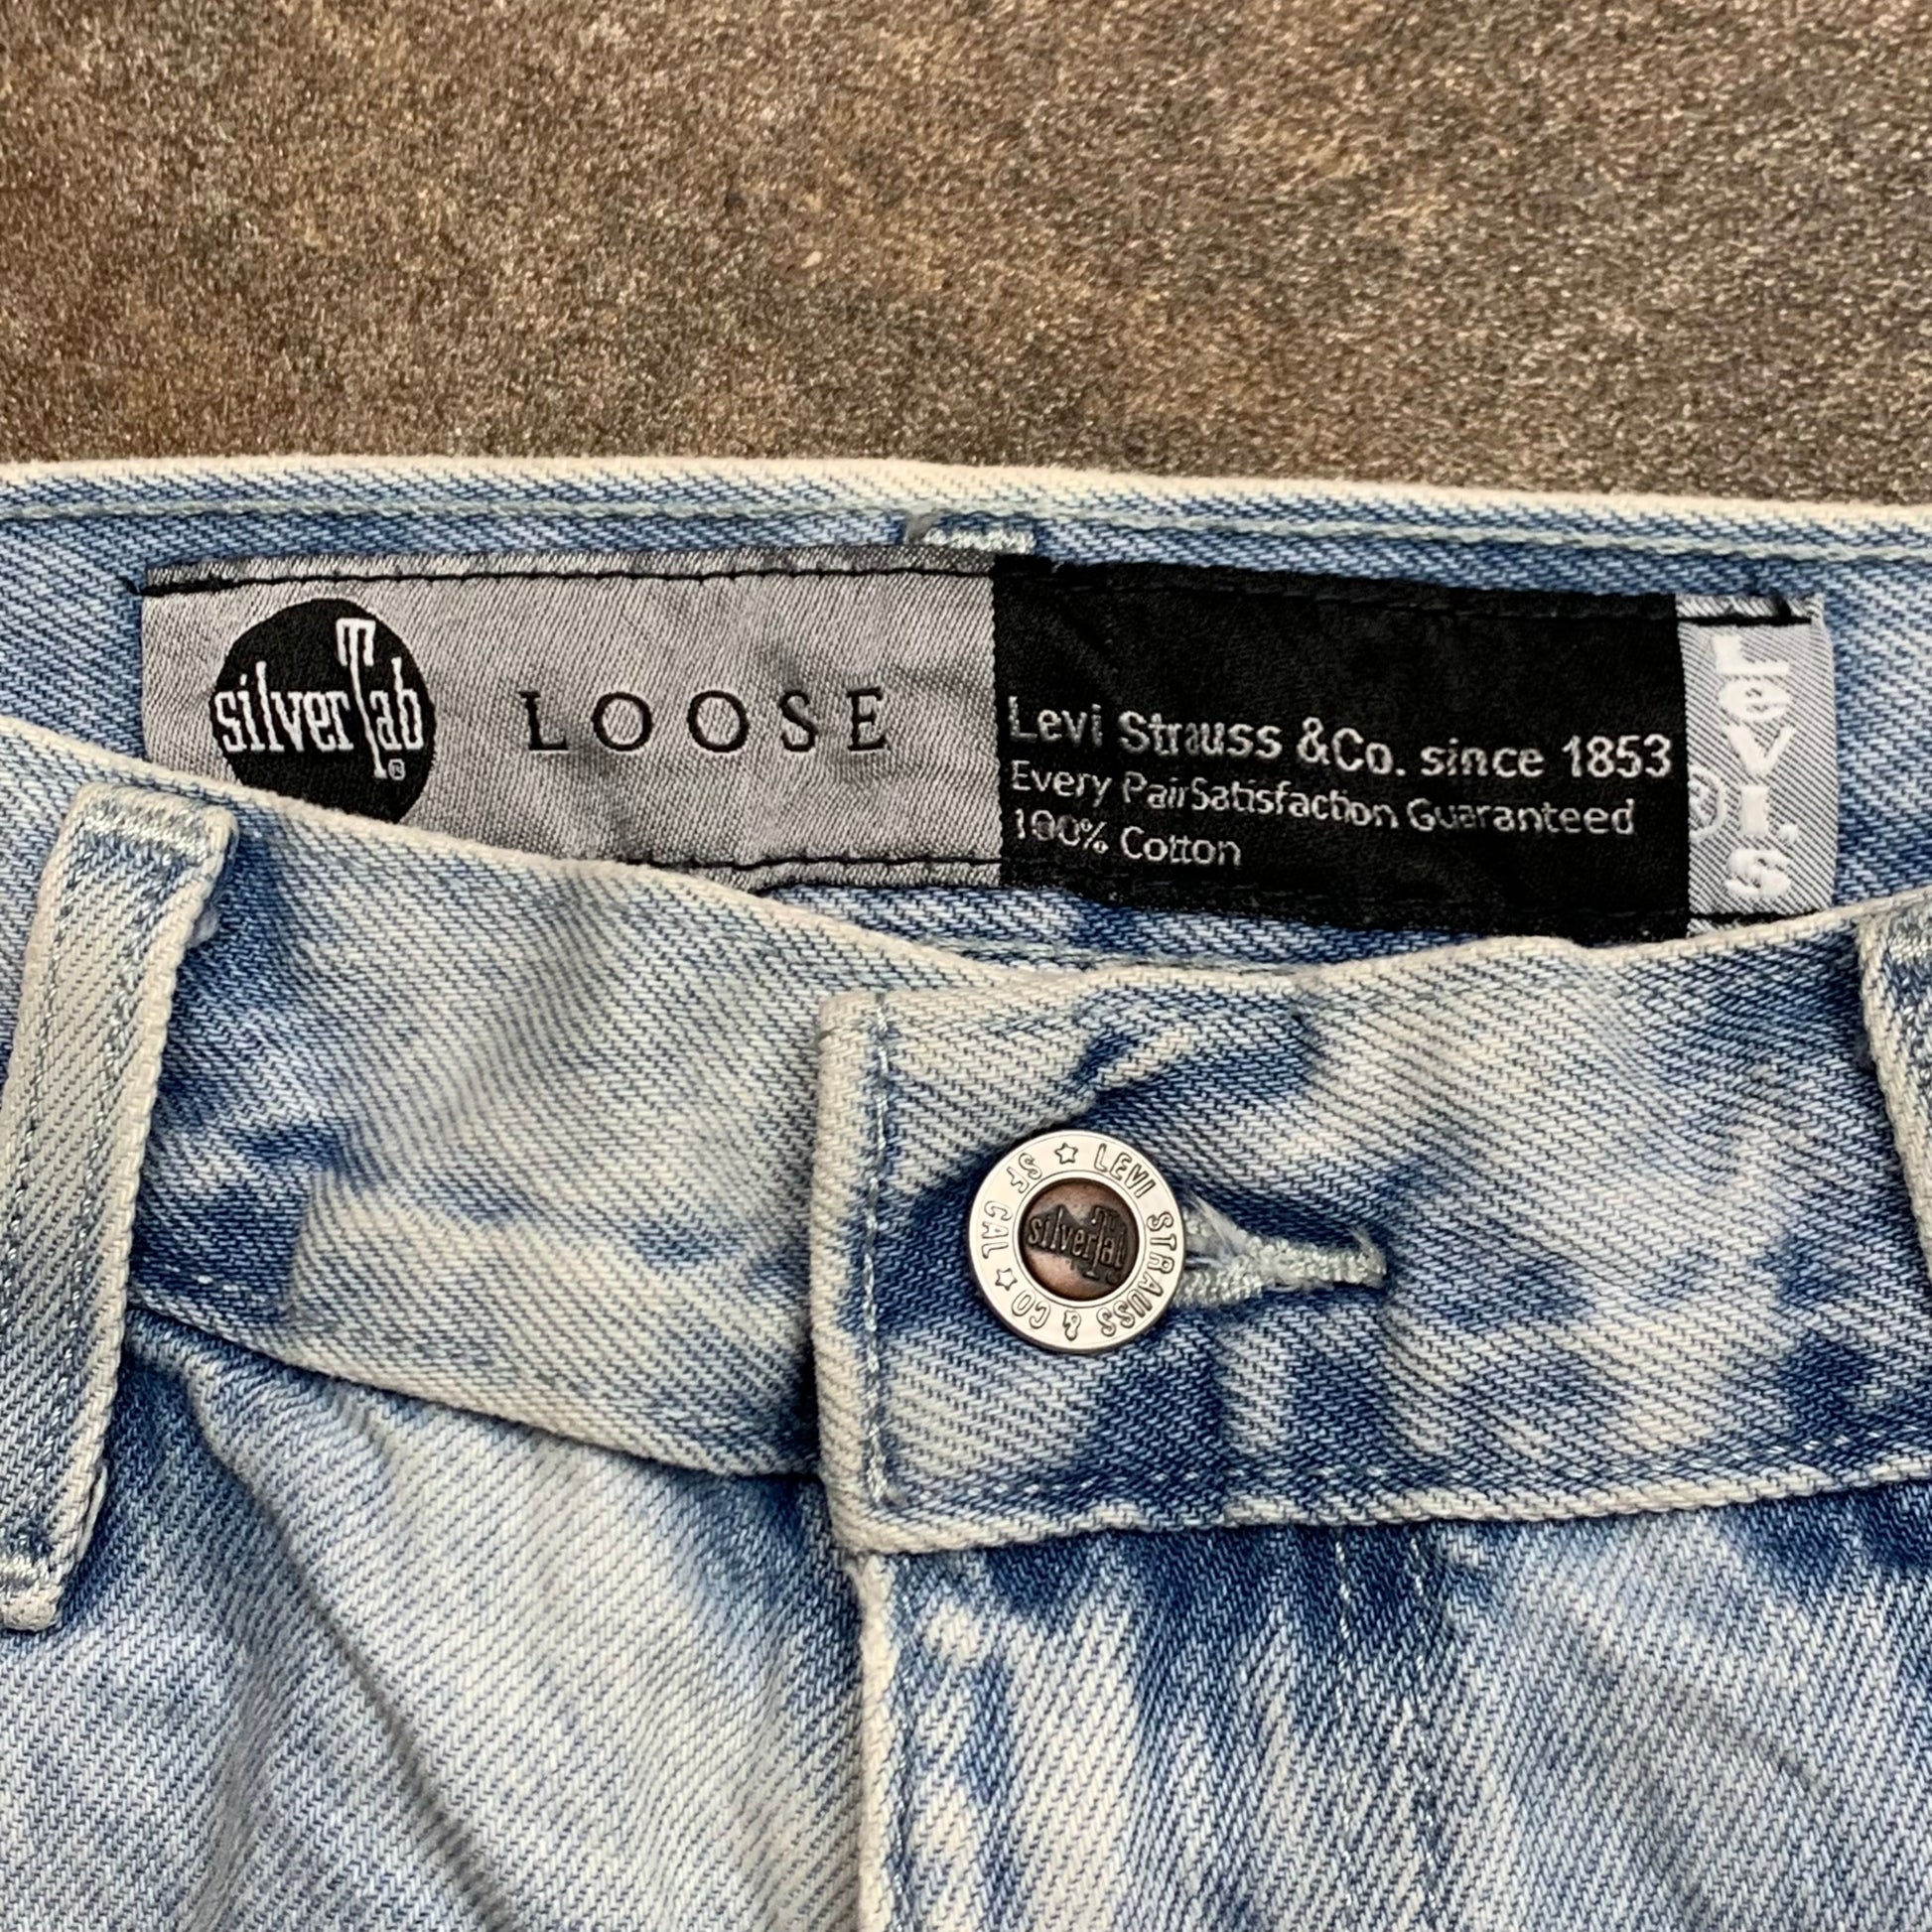 silverTab®
LOOSE
Levi Strauss &Co. since 1853
Every PairSatisfaction Guaranteed
100% Cotton
Levi's
®
LEVI STRAUSS & CO ☆ SF CAL ☆
silverTab